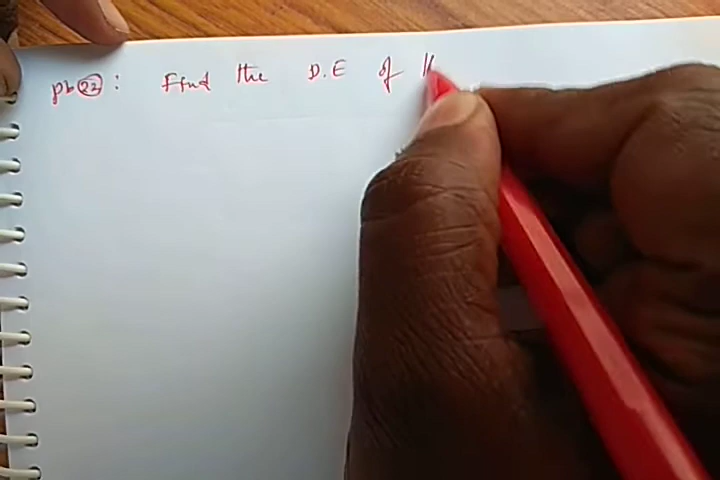 pb 22 : Find the D.E of